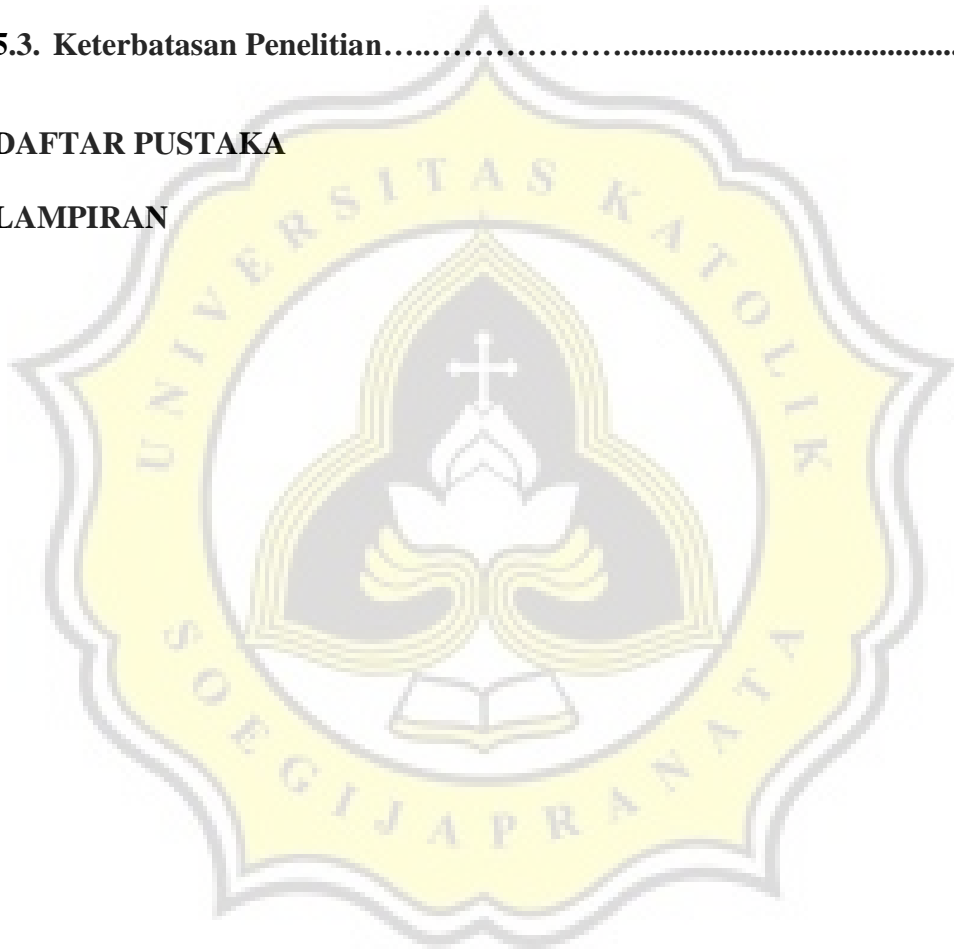 5.3. Keterbatasan Penelitian…..………………..........................................
DAFTAR PUSTAKA
LAMPIRAN
UNIVERSITAS KATOLIK
SOEGIJAPRANATA